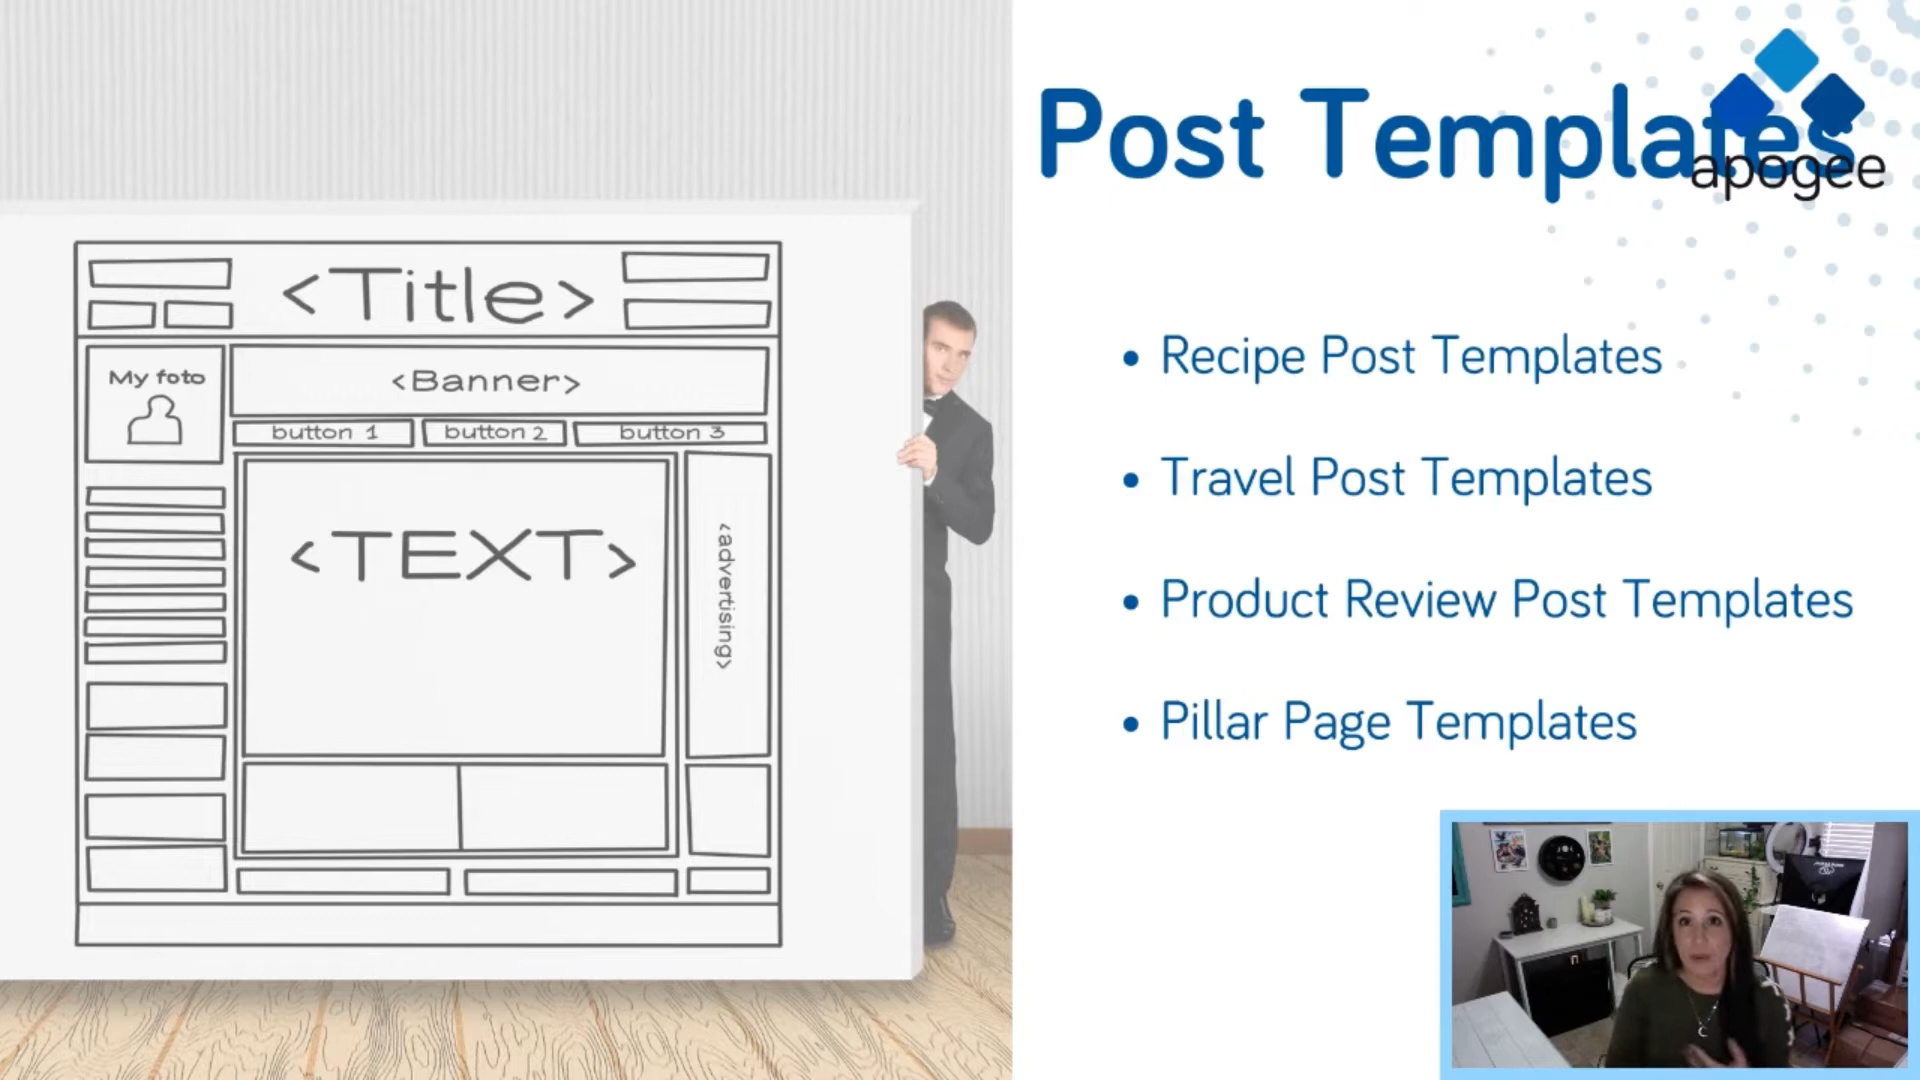 Post Templates
apogee
<Title>
My foto
<Banner>
button 1
button 2
button 3
<TEXT>
<advertising>
• Recipe Post Templates
• Travel Post Templates
• Product Review Post Templates
• Pillar Page Templates